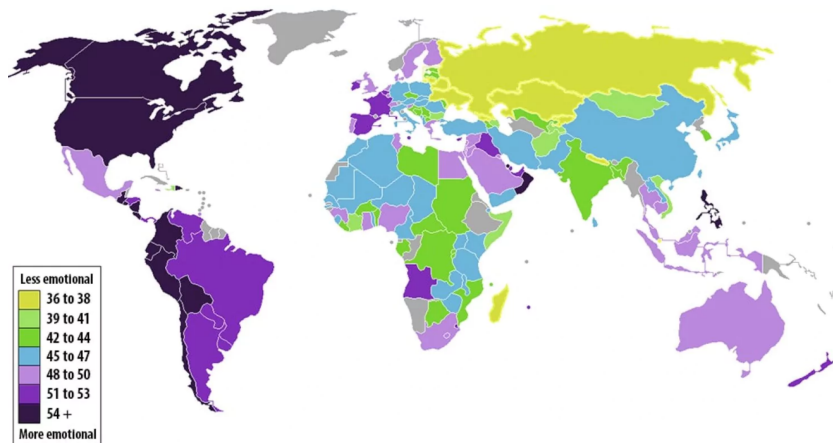 Less emotional
36 to 38
39 to 41
42 to 44
45 to 47
48 to 50
51 to 53
54 +
More emotional